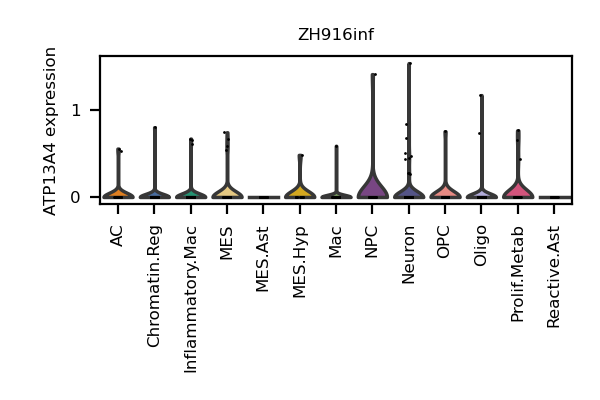 ZH916inf
ATP13A4 expression
1
0
AC
Chromatin.Reg
Inflammatory.Mac
MES
MES.Ast
MES.Hyp
Mac
NPC
Neuron
OPC
Oligo
Prolif.Metab
Reactive.Ast